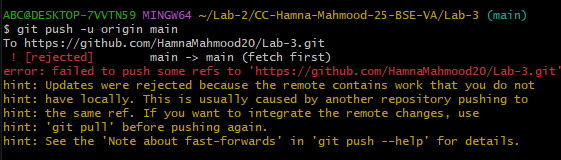 ABC@DESKTOP-7VVTN59 MINGW64 ~/Lab-2/CC-Hamna-Mahmood-25-BSE-VA/Lab-3 (main)
$ git push -u origin main
To https://github.com/HamnaMahmood20/Lab-3.git
 ! [rejected]        main -> main (fetch first)
error: failed to push some refs to 'https://github.com/HamnaMahmood20/Lab-3.git'
hint: Updates were rejected because the remote contains work that you do not
hint: have locally. This is usually caused by another repository pushing to
hint: the same ref. If you want to integrate the remote changes, use
hint: 'git pull' before pushing again.
hint: See the 'Note about fast-forwards' in 'git push --help' for details.